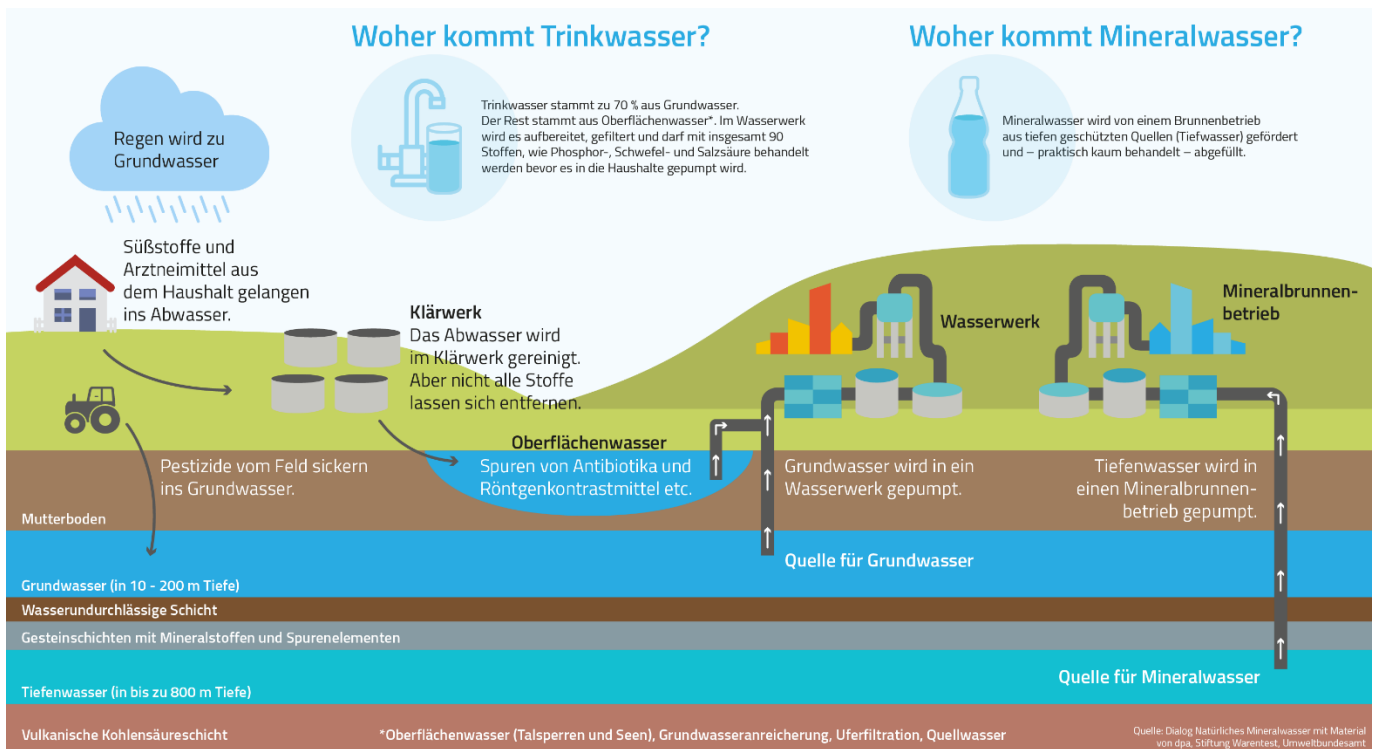 Woher kommt Trinkwasser?
Trinkwasser stammt zu 70 % aus Grundwasser.
Der Rest stammt aus Oberflächenwasser*. Im Wasserwerk
wird es aufbereitet, gefiltert und darf mit insgesamt 90
Stoffen, wie Phosphor-, Schwefel- und Salzsäure behandelt
werden bevor es in die Haushalte gepumpt wird.
Woher kommt Mineralwasser?
Mineralwasser wird von einem Brunnenbetrieb
aus tiefen geschützten Quellen (Tiefwasser) gefördert
und – praktisch kaum behandelt – abgefüllt.
Regen wird zu
Grundwasser
Süßstoffe und
Arztneimittel aus
dem Haushalt gelangen
ins Abwasser.
Klärwerk
Das Abwasser wird
im Klärwerk gereinigt.
Aber nicht alle Stoffe
lassen sich entfernen.
Wasserwerk
Mineralbrunnen-
betrieb
Oberflächenwasser
Spuren von Antibiotika und
Röntgenkontrastmittel etc.
Pestizide vom Feld sickern
ins Grundwasser.
Grundwasser wird in ein
Wasserwerk gepumpt.
Tiefenwasser wird in
einen Mineralbrunnen-
betrieb gepumpt.
Mutterboden
Quelle für Grundwasser
Grundwasser (in 10 - 200 m Tiefe)
Wasserundurchlässige Schicht
Gesteinschichten mit Mineralstoffen und Spurenelementen
Quelle für Mineralwasser
Tiefenwasser (in bis zu 800 m Tiefe)
Vulkanische Kohlensäureschicht
*Oberflächenwasser (Talsperren und Seen), Grundwasseranreicherung, Uferfiltration, Quellwasser
Quelle: Dialog Natürliches Mineralwasser mit Material
von dpa, Stiftung Warentest, Umweltbundesamt